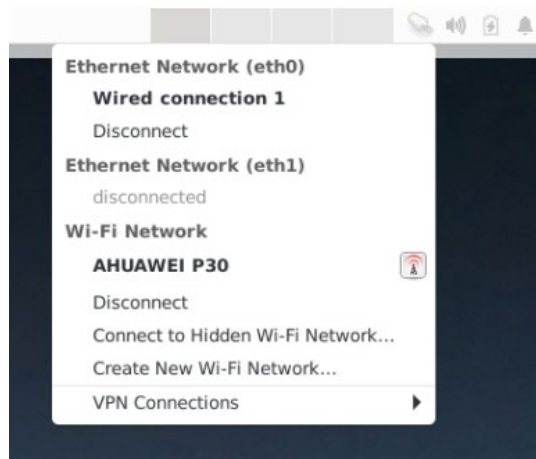 Ethernet Network (eth0)
Wired connection 1
Disconnect
Ethernet Network (eth1)
disconnected
Wi-Fi Network
AHUAWEI P30
Disconnect
Connect to Hidden Wi-Fi Network...
Create New Wi-Fi Network...
VPN Connections